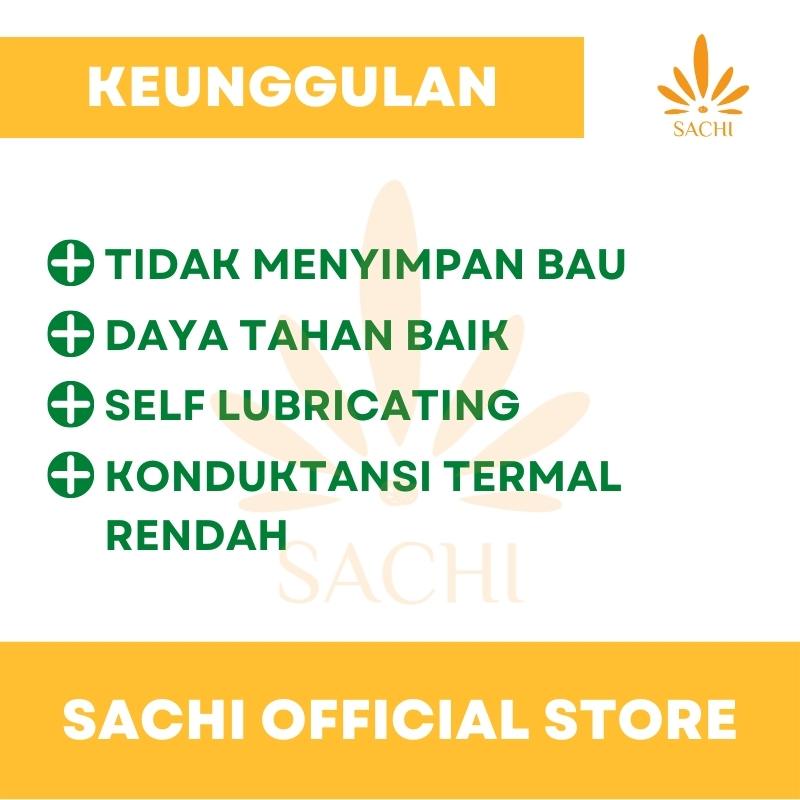 KEUNGGULAN
SACHI
TIDAK MENYIMPAN BAU
DAYA TAHAN BAIK
SELF LUBRICATING
KONDUKTANSI TERMAL
RENDAH
SACHI
SACHI OFFICIAL STORE